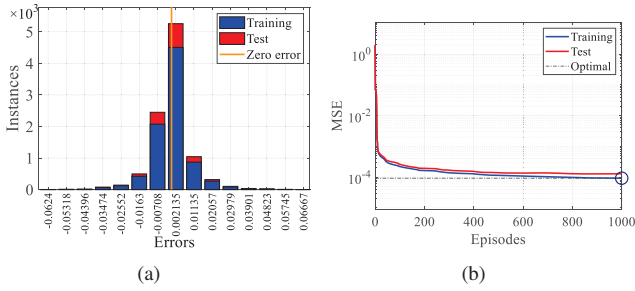 ×10³
Training
Test
Zero error
Instances
5
4
3
2
1
0
-0.0624
-0.05318
-0.04396
-0.03474
-0.02552
-0.0163
-0.00708
0.002135
0.01135
0.02057
0.02979
0.03901
0.04823
0.05745
0.06667
Errors
(a)
Training
Test
Optimal
MSE
10⁰
10⁻²
10⁻⁴
0 200 400 600 800 1000
Episodes
(b)